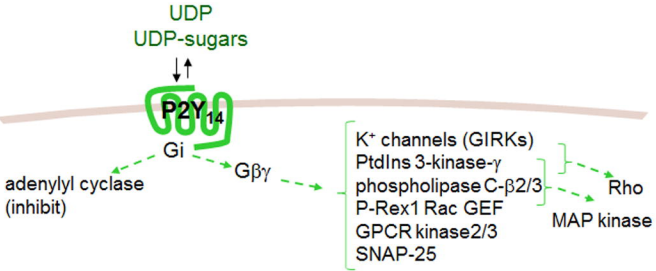 UDP
UDP-sugars
P2Y14
Gi
Gβγ
adenylyl cyclase
(inhibit)
K+ channels (GIRKs)
PtdIns 3-kinase-γ
phospholipase C-β2/3
P-Rex1 Rac GEF
GPCR kinase2/3
SNAP-25
Rho
MAP kinase